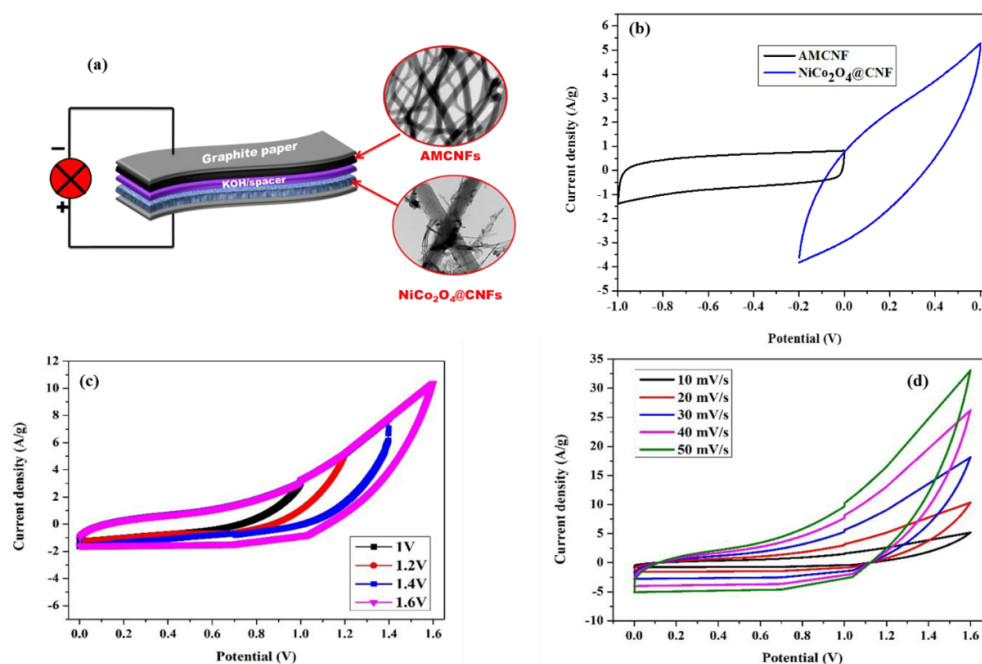 (a)
Graphite paper
KOH/spacer
−
+
AMCNFs
NiCo₂O₄@CNFs
(b)
AMCNF
NiCo₂O₄@CNF
Current density (A/g)
6
5
4
3
2
1
0
-1
-2
-3
-4
-5
-1.0 -0.8 -0.6 -0.4 -0.2 0.0 0.2 0.4 0.6
Potential (V)
(c)
Current density (A/g)
12
10
8
6
4
2
0
-2
-4
-6
1V
1.2V
1.4V
1.6V
0.0 0.2 0.4 0.6 0.8 1.0 1.2 1.4 1.6
Potential (V)
(d)
10 mV/s
20 mV/s
30 mV/s
40 mV/s
50 mV/s
Current density (A/g)
35
30
25
20
15
10
5
0
-5
-10
0.0 0.2 0.4 0.6 0.8 1.0 1.2 1.4 1.6
Potential (V)